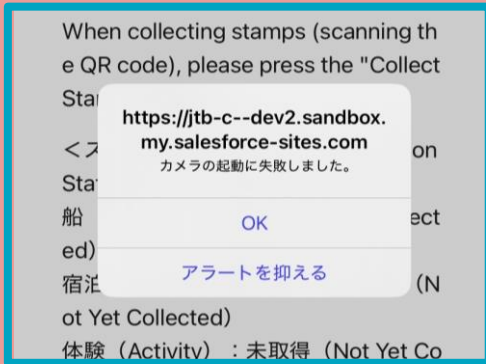 When collecting stamps (scanning th
e QR code), please press the "Collect
Sta
https://jtb-c--dev2.sandbox.
my.salesforce-sites.com
カメラの起動に失敗しました。
＜ス
on
Sta
船
ect
OK
ed)
アラートを抑える
宿泊
（N
ot Yet Collected)
体験（Activity）：未取得（Not Yet Co